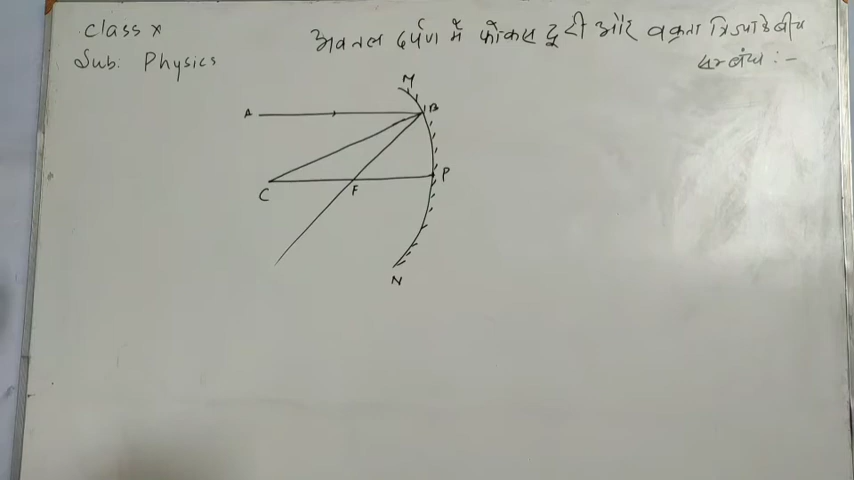 Class X
Sub: Physics
अवतल दर्पण में फोकस दूरी और वक्रता त्रिज्या के बीच
सम्बंध :-
M
A
B
C
F
P
N